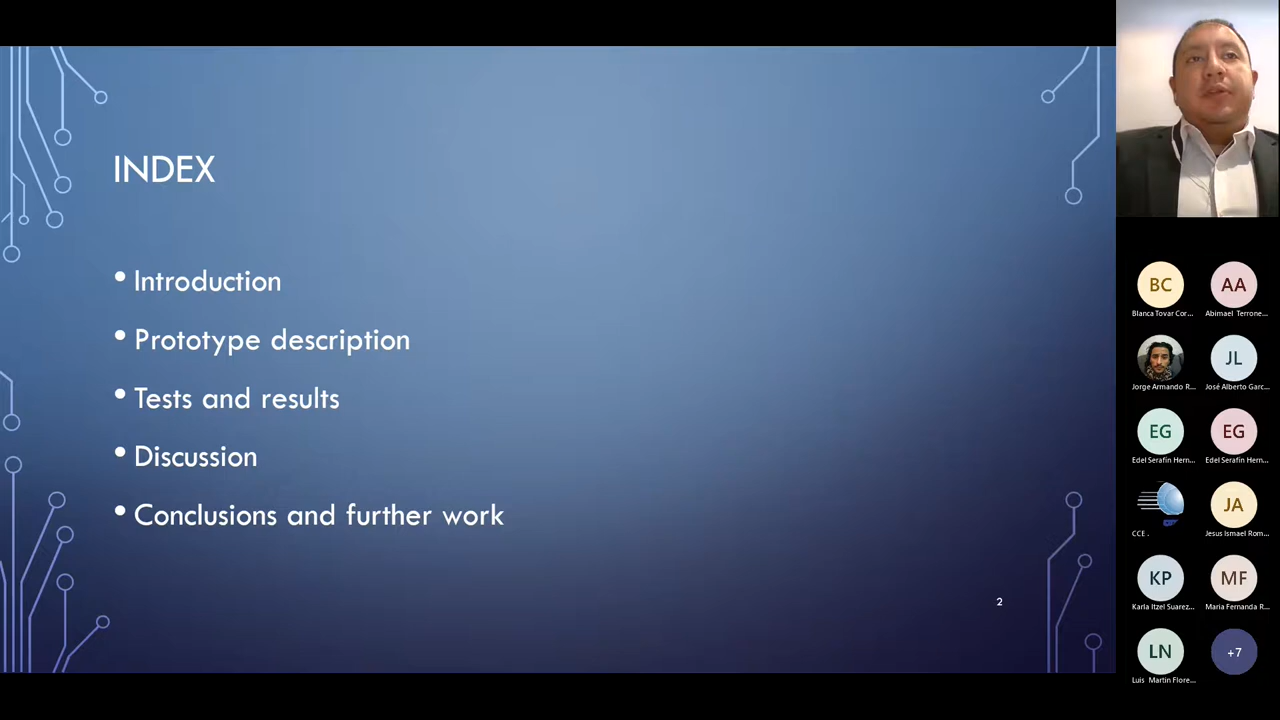 INDEX
• Introduction
• Prototype description
• Tests and results
• Discussion
• Conclusions and further work
2
BC
AA
Blanca Tovar Cor...
Abimael Terrone...
JL
Jorge Armando R...
José Alberto Garc...
EG
EG
Edel Serafín Hern...
Edel Serafín Hern...
JA
CCE .
Jesus Ismael Rom...
KP
MF
Karla Itzel Suarez...
Maria Fernanda R...
LN
+7
Luis Martin Flore...